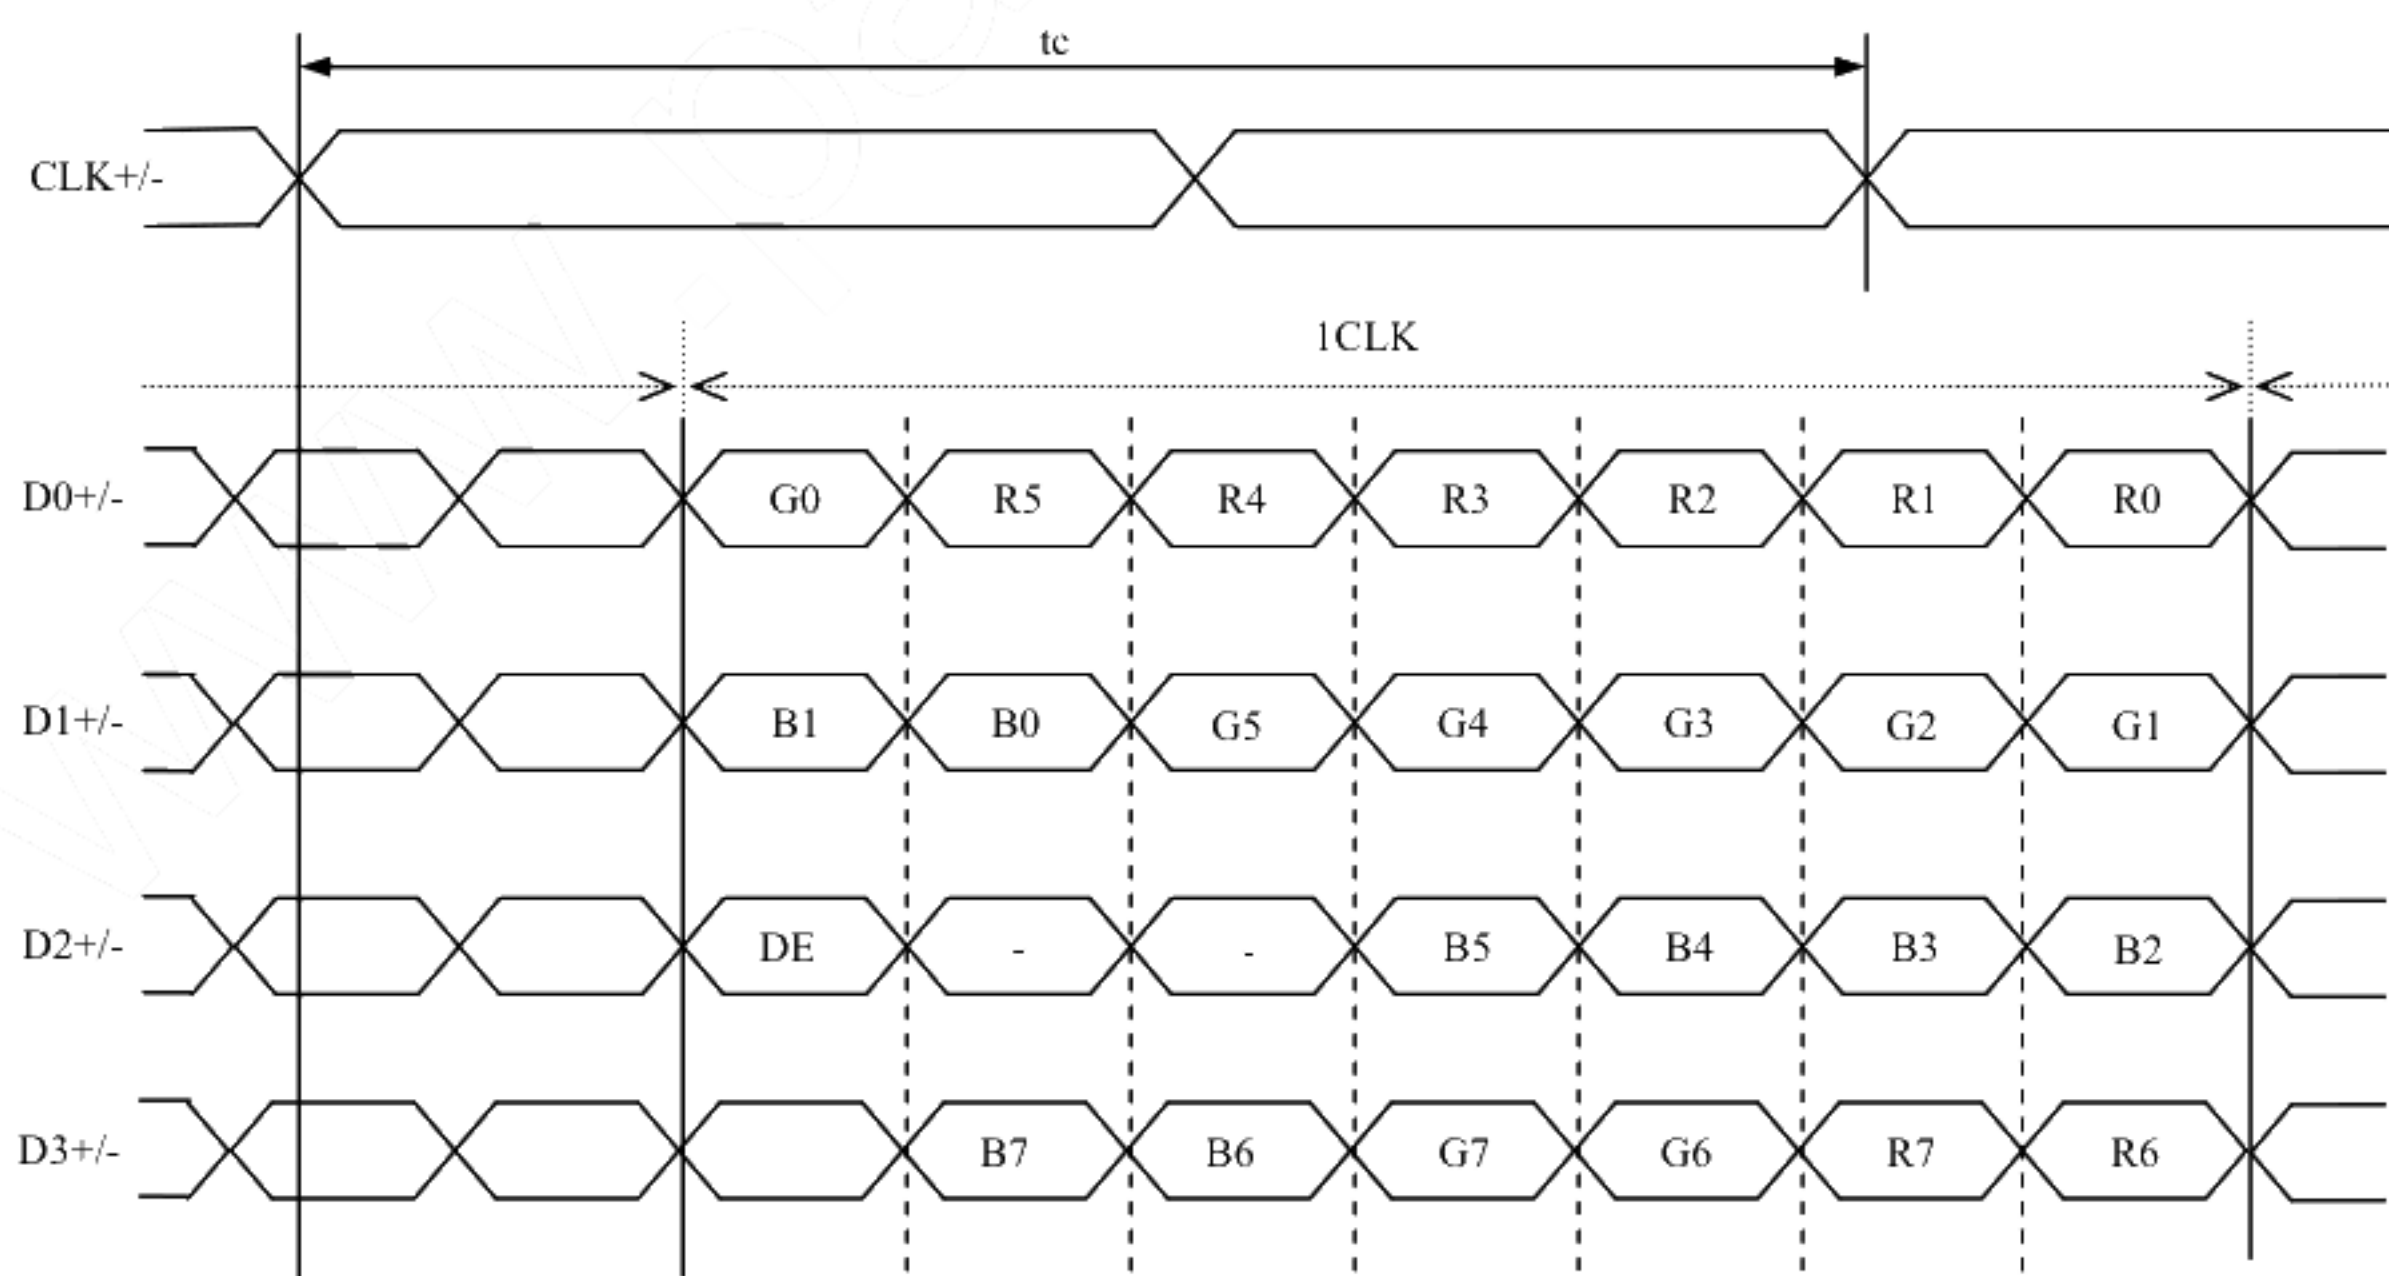 tc
CLK+/-
1CLK
D0+/- G0 R5 R4 R3 R2 R1 R0
D1+/- B1 B0 G5 G4 G3 G2 G1
D2+/- DE - - B5 B4 B3 B2
D3+/- B7 B6 G7 G6 R7 R6